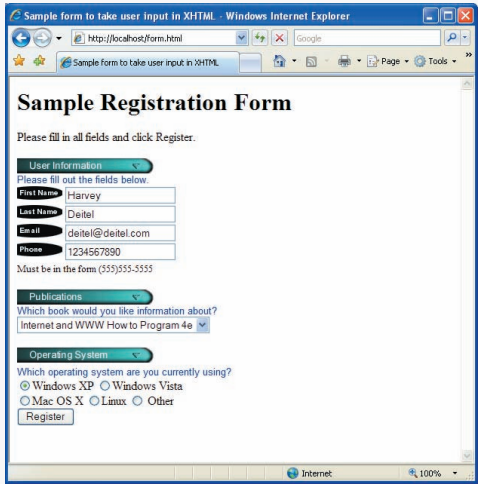 Sample form to take user input in XHTML - Windows Internet Explorer
http://localhost/form.html
Google
Sample form to take user input in XHTML
Page
Tools
Sample Registration Form
Please fill in all fields and click Register.
User Information
Please fill out the fields below.
First Name Harvey
Last Name Deitel
Email deitel@deitel.com
Phone 1234567890
Must be in the form (555)555-5555
Publications
Which book would you like information about?
Internet and WWW How to Program 4e
Operating System
Which operating system are you currently using?
Windows XP Windows Vista
Mac OS X Linux Other
Register
Internet 100%